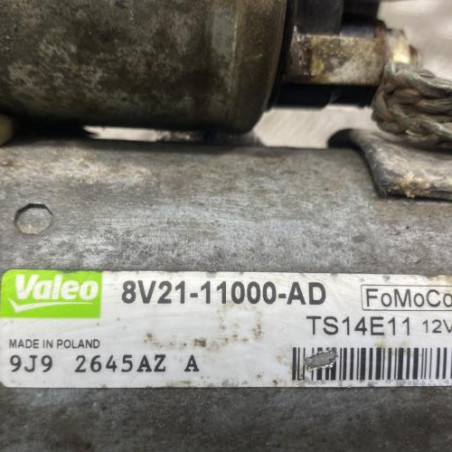 Valeo 8V21-11000-AD FoMoCo
TS14E11 12V
MADE IN POLAND
9J9 2645AZ A